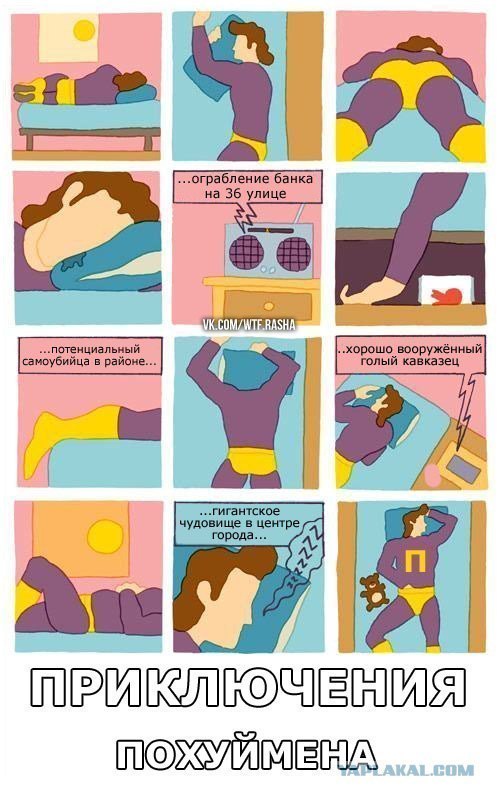 ...ограбление банка
на 36 улице
VK.COM/WTF.RASHA
...потенциальный
самоубийца в районе...
..хорошо вооружённый
голый кавказец
...гигантское
чудовище в центре
города...
zzzzzzz
П
ПРИКЛЮЧЕНИЯ
ПОХУЙМЕНА
YAPLAKAL.COM